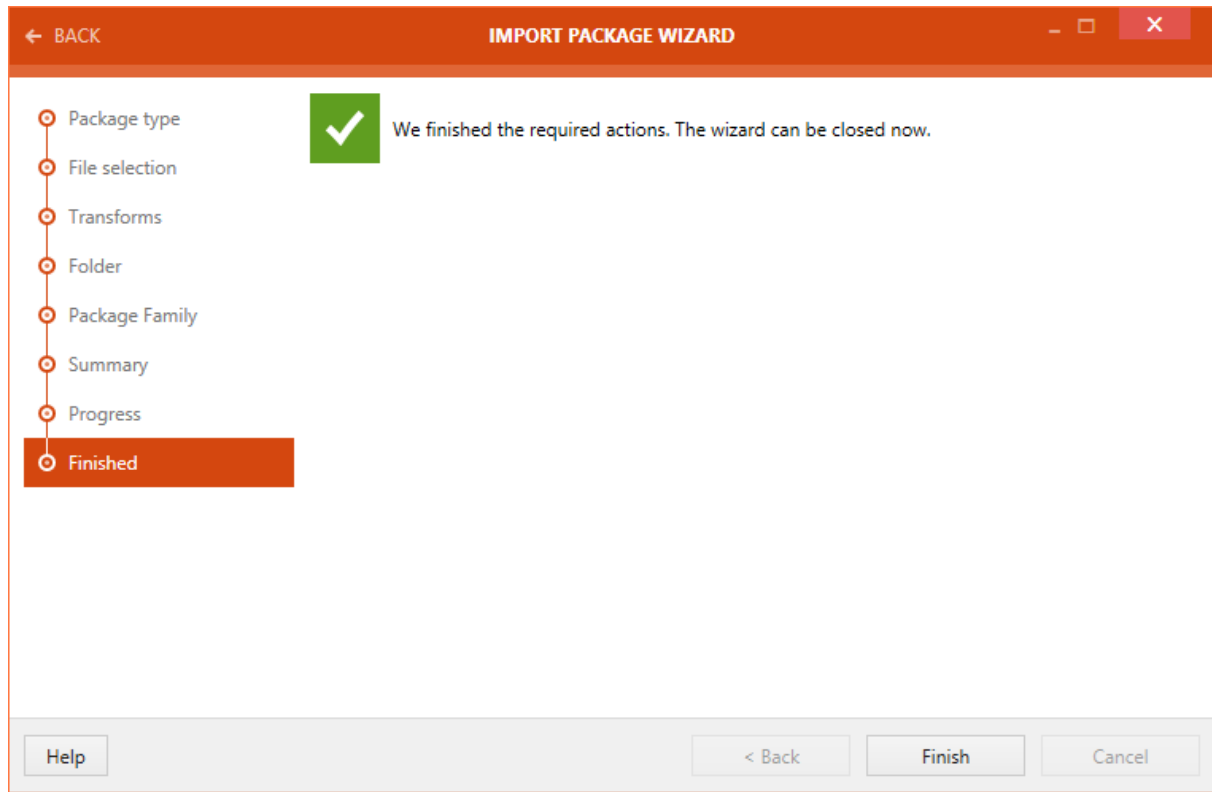 BACK
IMPORT PACKAGE WIZARD
Package type
We finished the required actions. The wizard can be closed now.
File selection
Transforms
Folder
Package Family
Summary
Progress
Finished
Help
< Back
Finish
Cancel